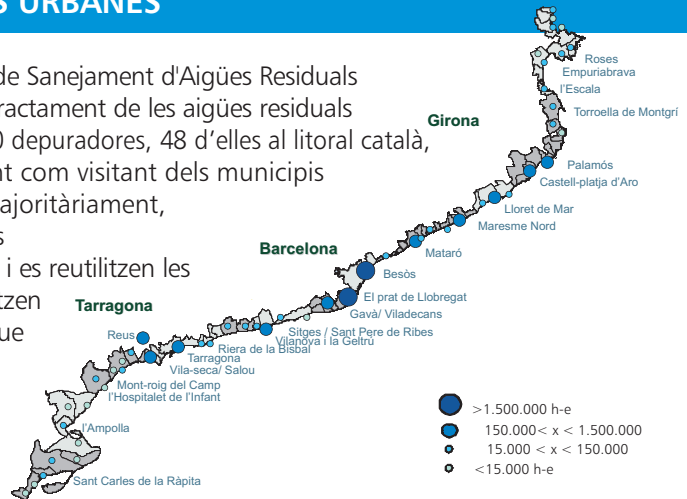 S URBANES
de Sanejament d'Aigües Residuals
ractament de les aigües residuals
0 depuradores, 48 d'elles al litoral català,
nt com visitant dels municipis
ajoritàriament,
s
i es reutilitzen les
tzen
ue
Girona
Barcelona
Tarragona
Roses
Empuriabrava
l'Escala
Torroella de Montgrí
Palamós
Castell-platja d'Aro
Lloret de Mar
Maresme Nord
Mataró
Besòs
El prat de Llobregat
Gavà/ Viladecans
Sitges / Sant Pere de Ribes
Vilanova i la Geltrú
Riera de la Bisbal
Reus
Tarragona
Vila-seca/ Salou
Mont-roig del Camp
l'Hospitalet de l'Infant
l'Ampolla
Sant Carles de la Ràpita
>1.500.000 h-e
150.000< x < 1.500.000
15.000 < x < 150.000
<15.000 h-e